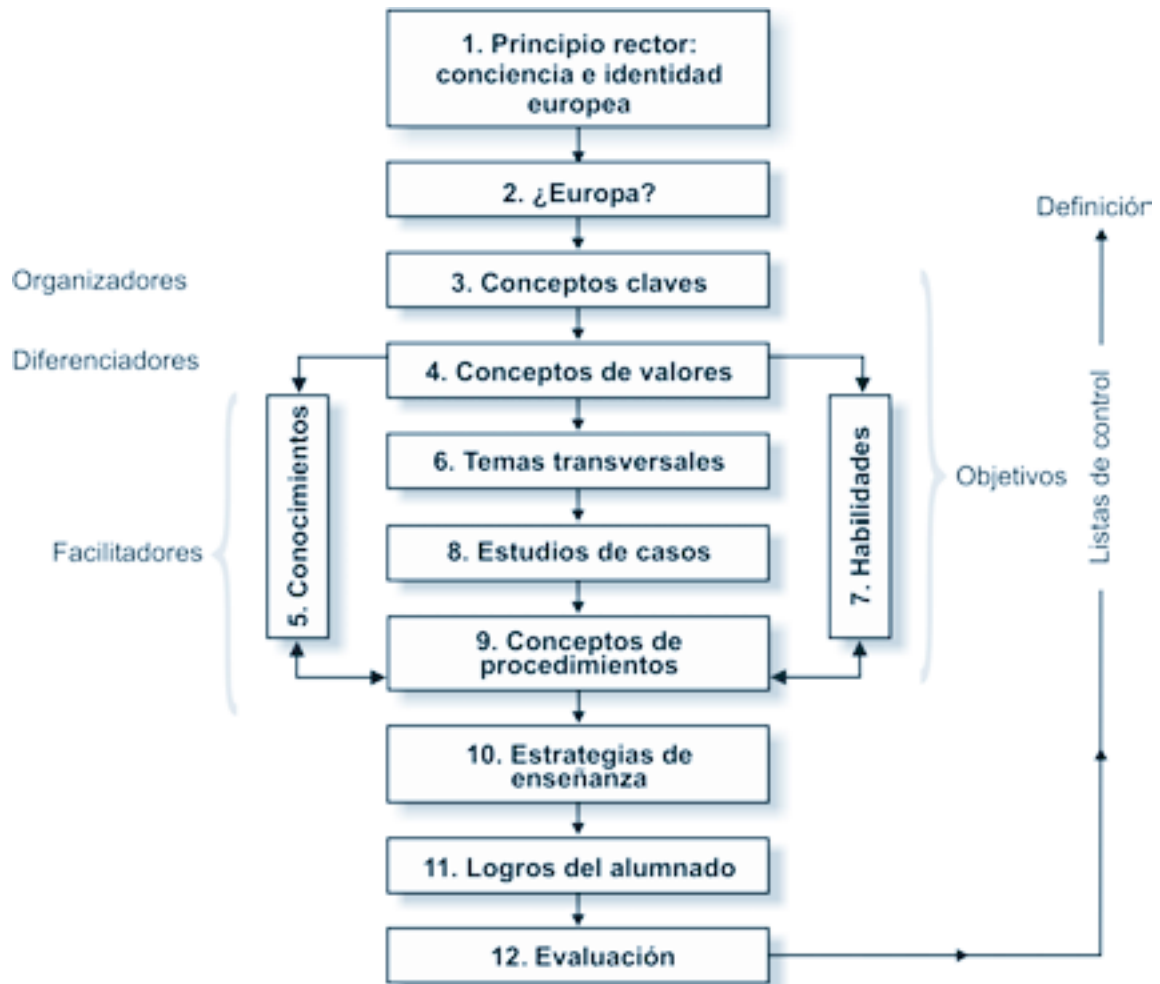 1. Principio rector:
conciencia e identidad
europea
2. ¿Europa?
Definición
Organizadores
3. Conceptos claves
Diferenciadores
4. Conceptos de valores
5. Conocimientos
6. Temas transversales
7. Habilidades
Objetivos
Listas de control
Facilitadores
8. Estudios de casos
9. Conceptos de
procedimientos
10. Estrategias de
enseñanza
11. Logros del alumnado
12. Evaluación